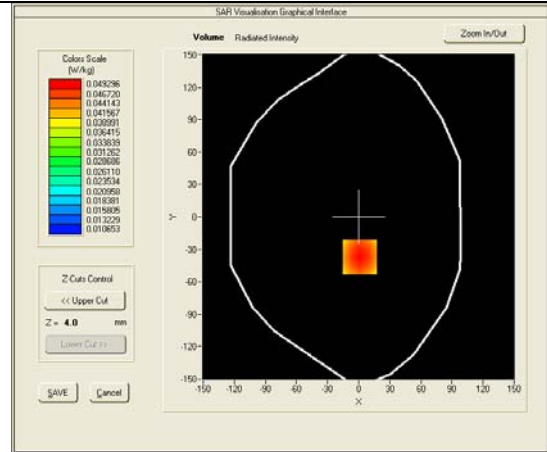 SAR Visualisation Graphical Interface
Volume Radiated Intensity
Zoom In/Out
Colors Scale
(W/kg)
0.049296
0.046720
0.044143
0.041567
0.038991
0.036415
0.033839
0.031262
0.028686
0.026110
0.023534
0.020958
0.018381
0.015805
0.013229
0.010653
Z Cuts Control
<< Upper Cut
Z = 4.0 mm
Lower Cut >>
SAVE Cancel
150
120
90
60
30
0
-30
-60
-90
-120
-150
Y
-150 -120 -90 -60 -30 0 30 60 90 120 150
X